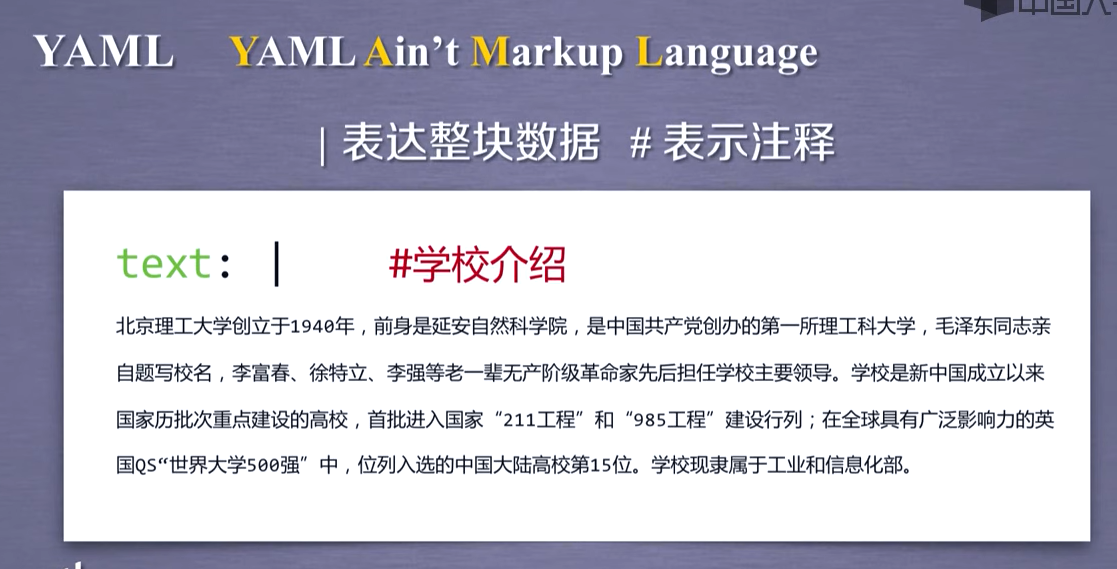 YAML YAML Ain't Markup Language
| 表达整块数据 # 表示注释
text: | #学校介绍
北京理工大学创立于1940年，前身是延安自然科学院，是中国共产党创办的第一所理工科大学，毛泽东同志亲
自题写校名，李富春、徐特立、李强等老一辈无产阶级革命家先后担任学校主要领导。学校是新中国成立以来
国家历批次重点建设的高校，首批进入国家“211工程”和“985工程”建设行列；在全球具有广泛影响力的英
国QS“世界大学500强”中，位列入选的中国大陆高校第15位。学校现隶属于工业和信息化部。